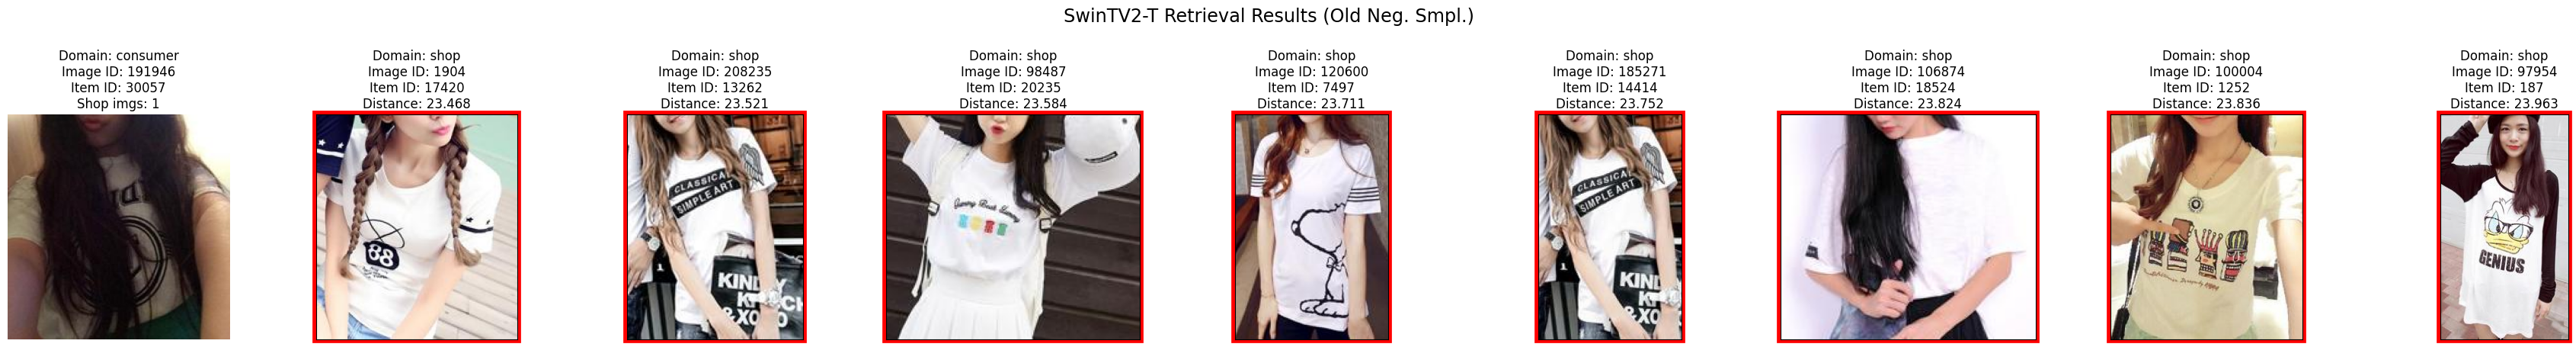 SwinTV2-T Retrieval Results (Old Neg. Smpl.)
Domain: consumer
Image ID: 191946
Item ID: 30057
Shop imgs: 1
Domain: shop
Image ID: 1904
Item ID: 17420
Distance: 23.468
88
Domain: shop
Image ID: 208235
Item ID: 13262
Distance: 23.521
CLASSICAL
SIMPLE ART
Domain: shop
Image ID: 98487
Item ID: 20235
Distance: 23.584
Domain: shop
Image ID: 120600
Item ID: 7497
Distance: 23.711
Domain: shop
Image ID: 185271
Item ID: 14414
Distance: 23.752
CLASSICAL
SIMPLE ART
Domain: shop
Image ID: 106874
Item ID: 18524
Distance: 23.824
Domain: shop
Image ID: 100004
Item ID: 1252
Distance: 23.836
Domain: shop
Image ID: 97954
Item ID: 187
Distance: 23.963
GENIUS